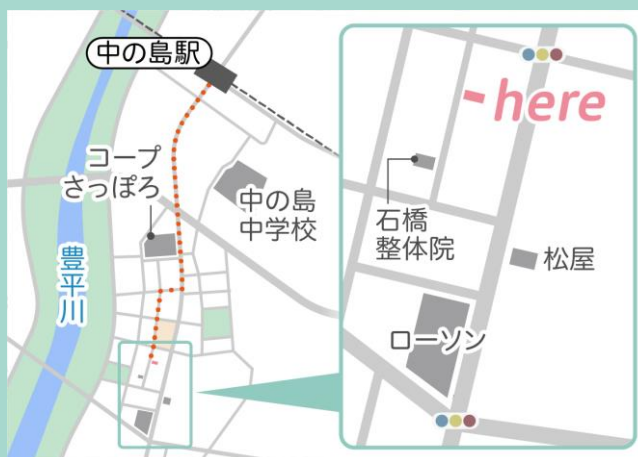 中の島駅
コープ
さっぽろ
中の島
中学校
豊平川
here
石橋
整体院
松屋
ローソン